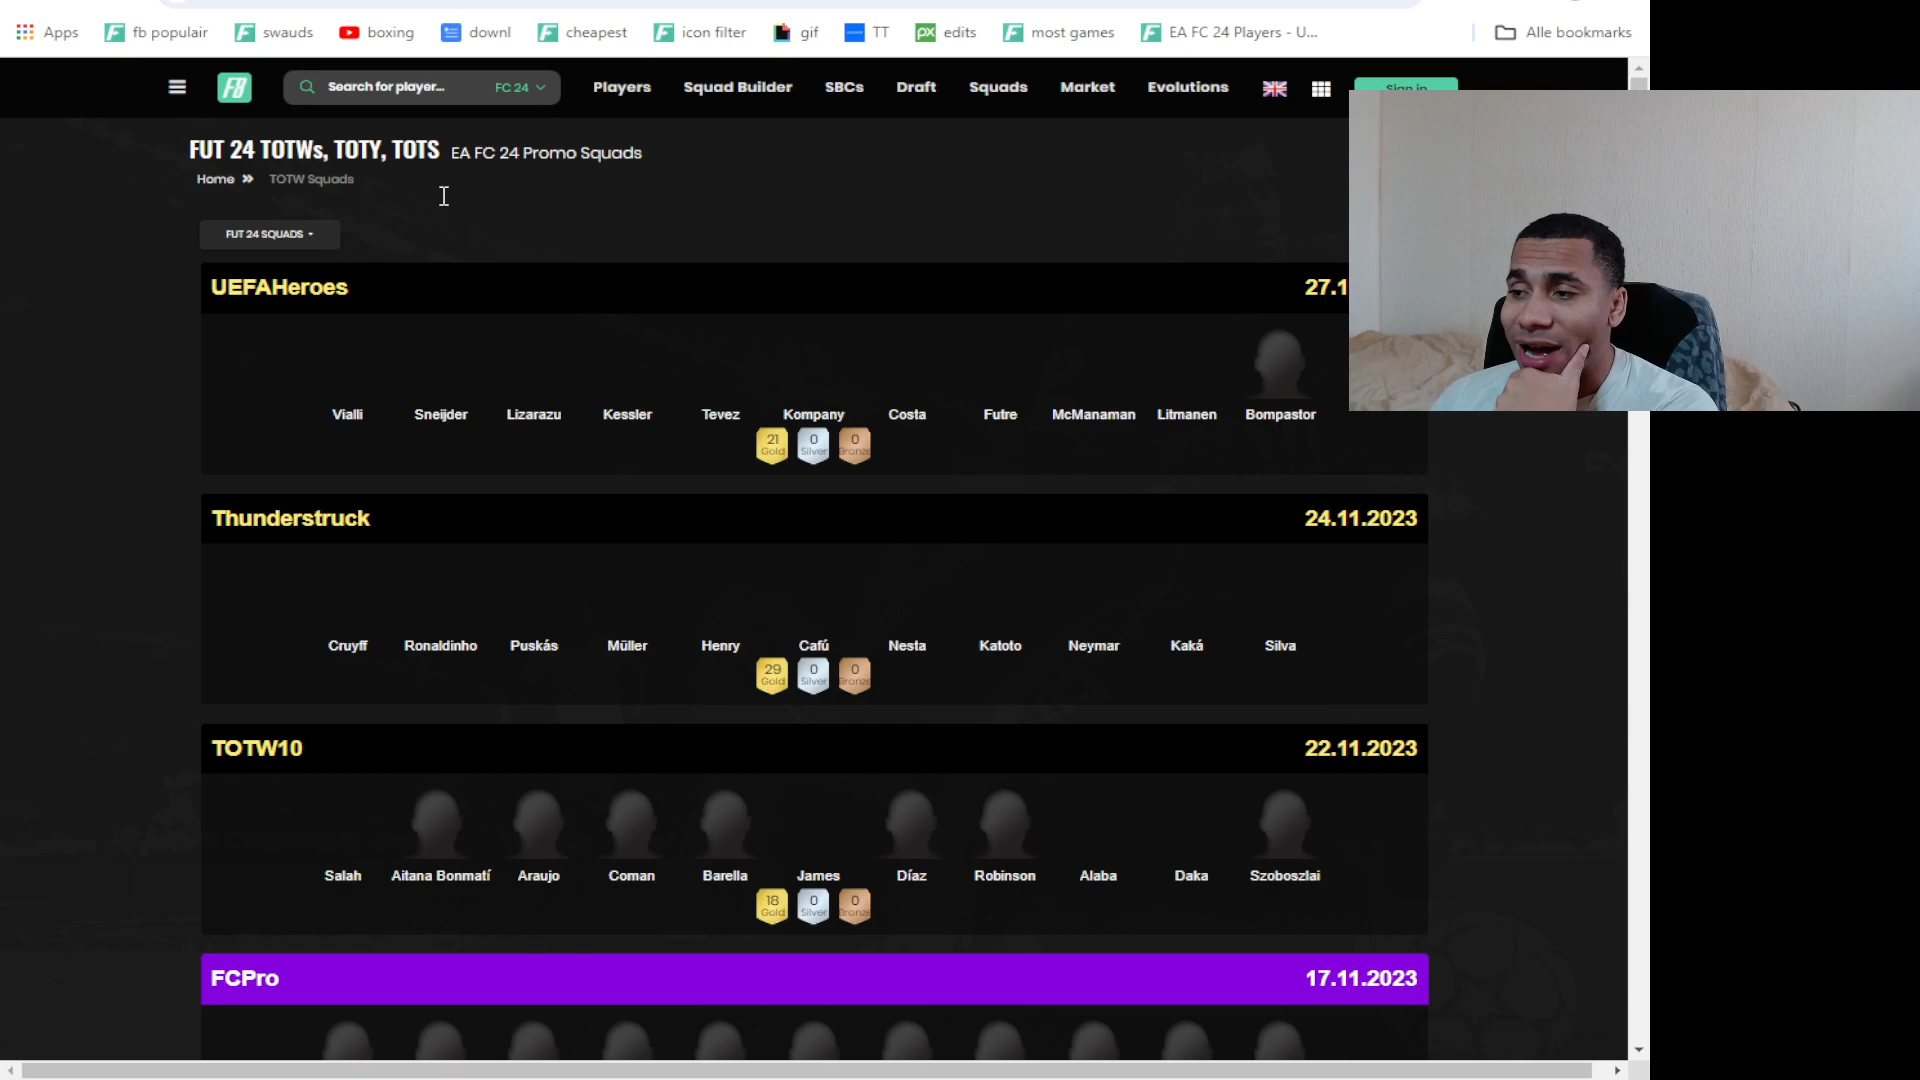 Apps fb populair swauds boxing downl cheapest icon filter gif TT edits most games EA FC 24 Players - U... Alle bookmarks
Search for player... FC 24 Players Squad Builder SBCs Draft Squads Market Evolutions Sign in
FUT 24 TOTWs, TOTY, TOTS EA FC 24 Promo Squads
Home » TOTW Squads
FUT 24 SQUADS
UEFAHeroes 27.1
Vialli Sneijder Lizarazu Kessler Tevez Kompany Costa Futre McManaman Litmanen Bompastor
21 0 0
Gold Silver Bronze
Thunderstruck 24.11.2023
Cruyff Ronaldinho Puskás Müller Henry Cafú Nesta Katoto Neymar Kaká Silva
29 0 0
Gold Silver Bronze
TOTW10 22.11.2023
Salah Aitana Bonmatí Araujo Coman Barella James Díaz Robinson Alaba Daka Szoboszlai
18 0 0
Gold Silver Bronze
FCPro 17.11.2023